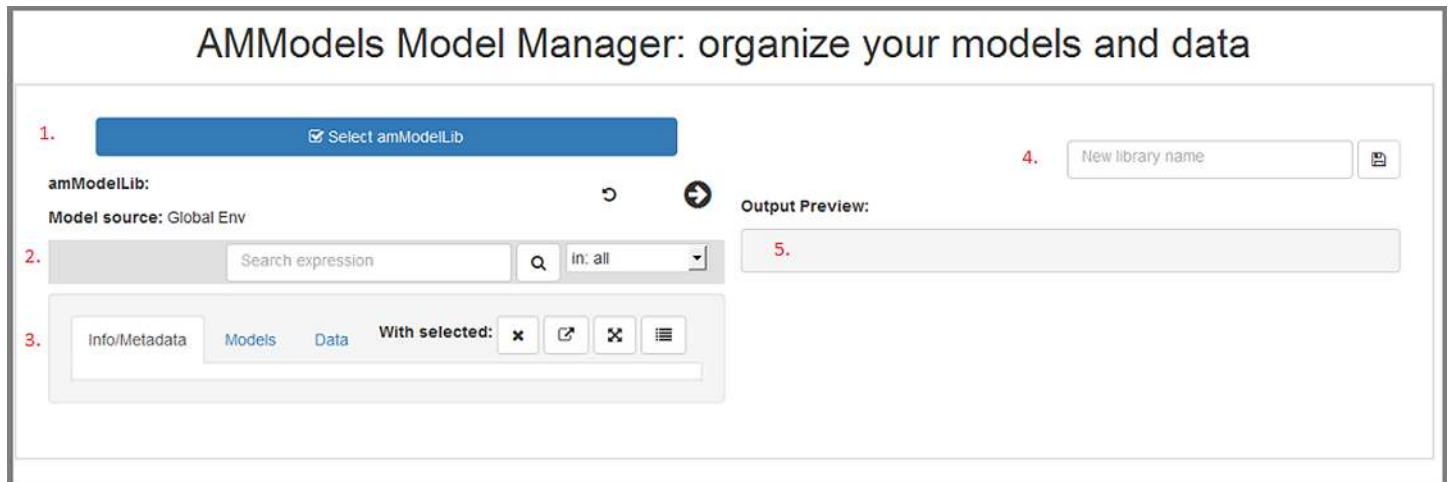 AMModels Model Manager: organize your models and data
1.
Select amModelLib
amModelLib:
Model source: Global Env
2.
Search expression
in: all
3.
Info/Metadata
Models
Data
With selected:
4.
New library name
Output Preview:
5.